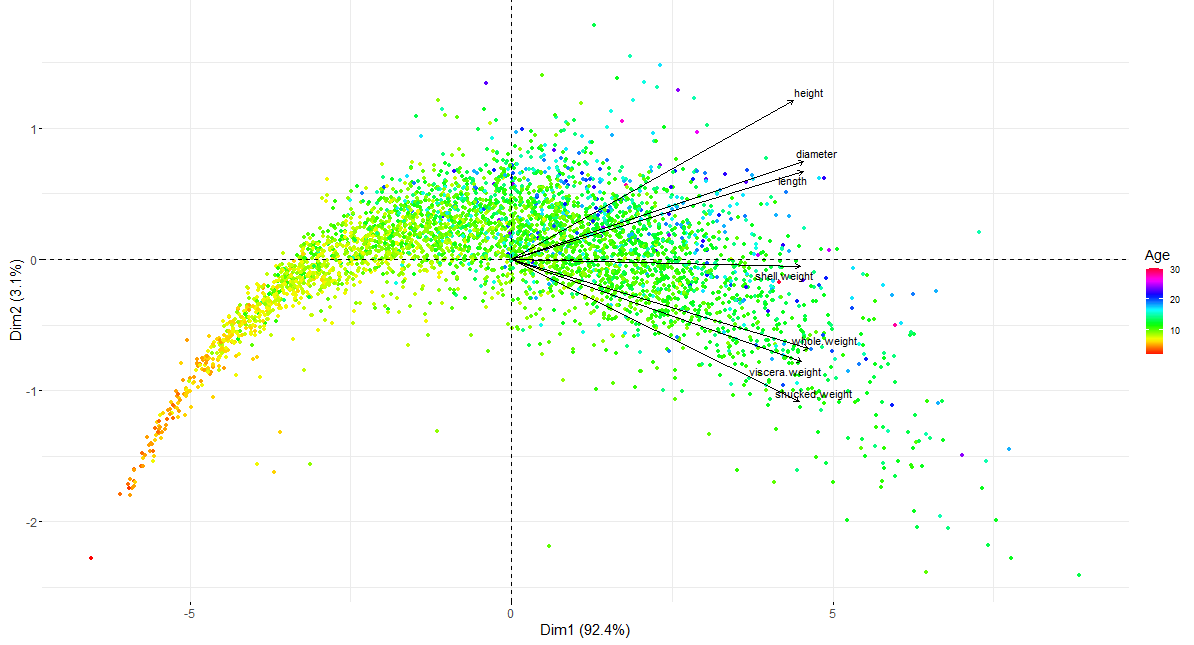 height
diameter
length
shell.weight
whole.weight
viscera.weight
shucked.weight
1
0
-1
-2
Dim2 (3.1%)
-5
0
5
Dim1 (92.4%)
Age
30
20
10